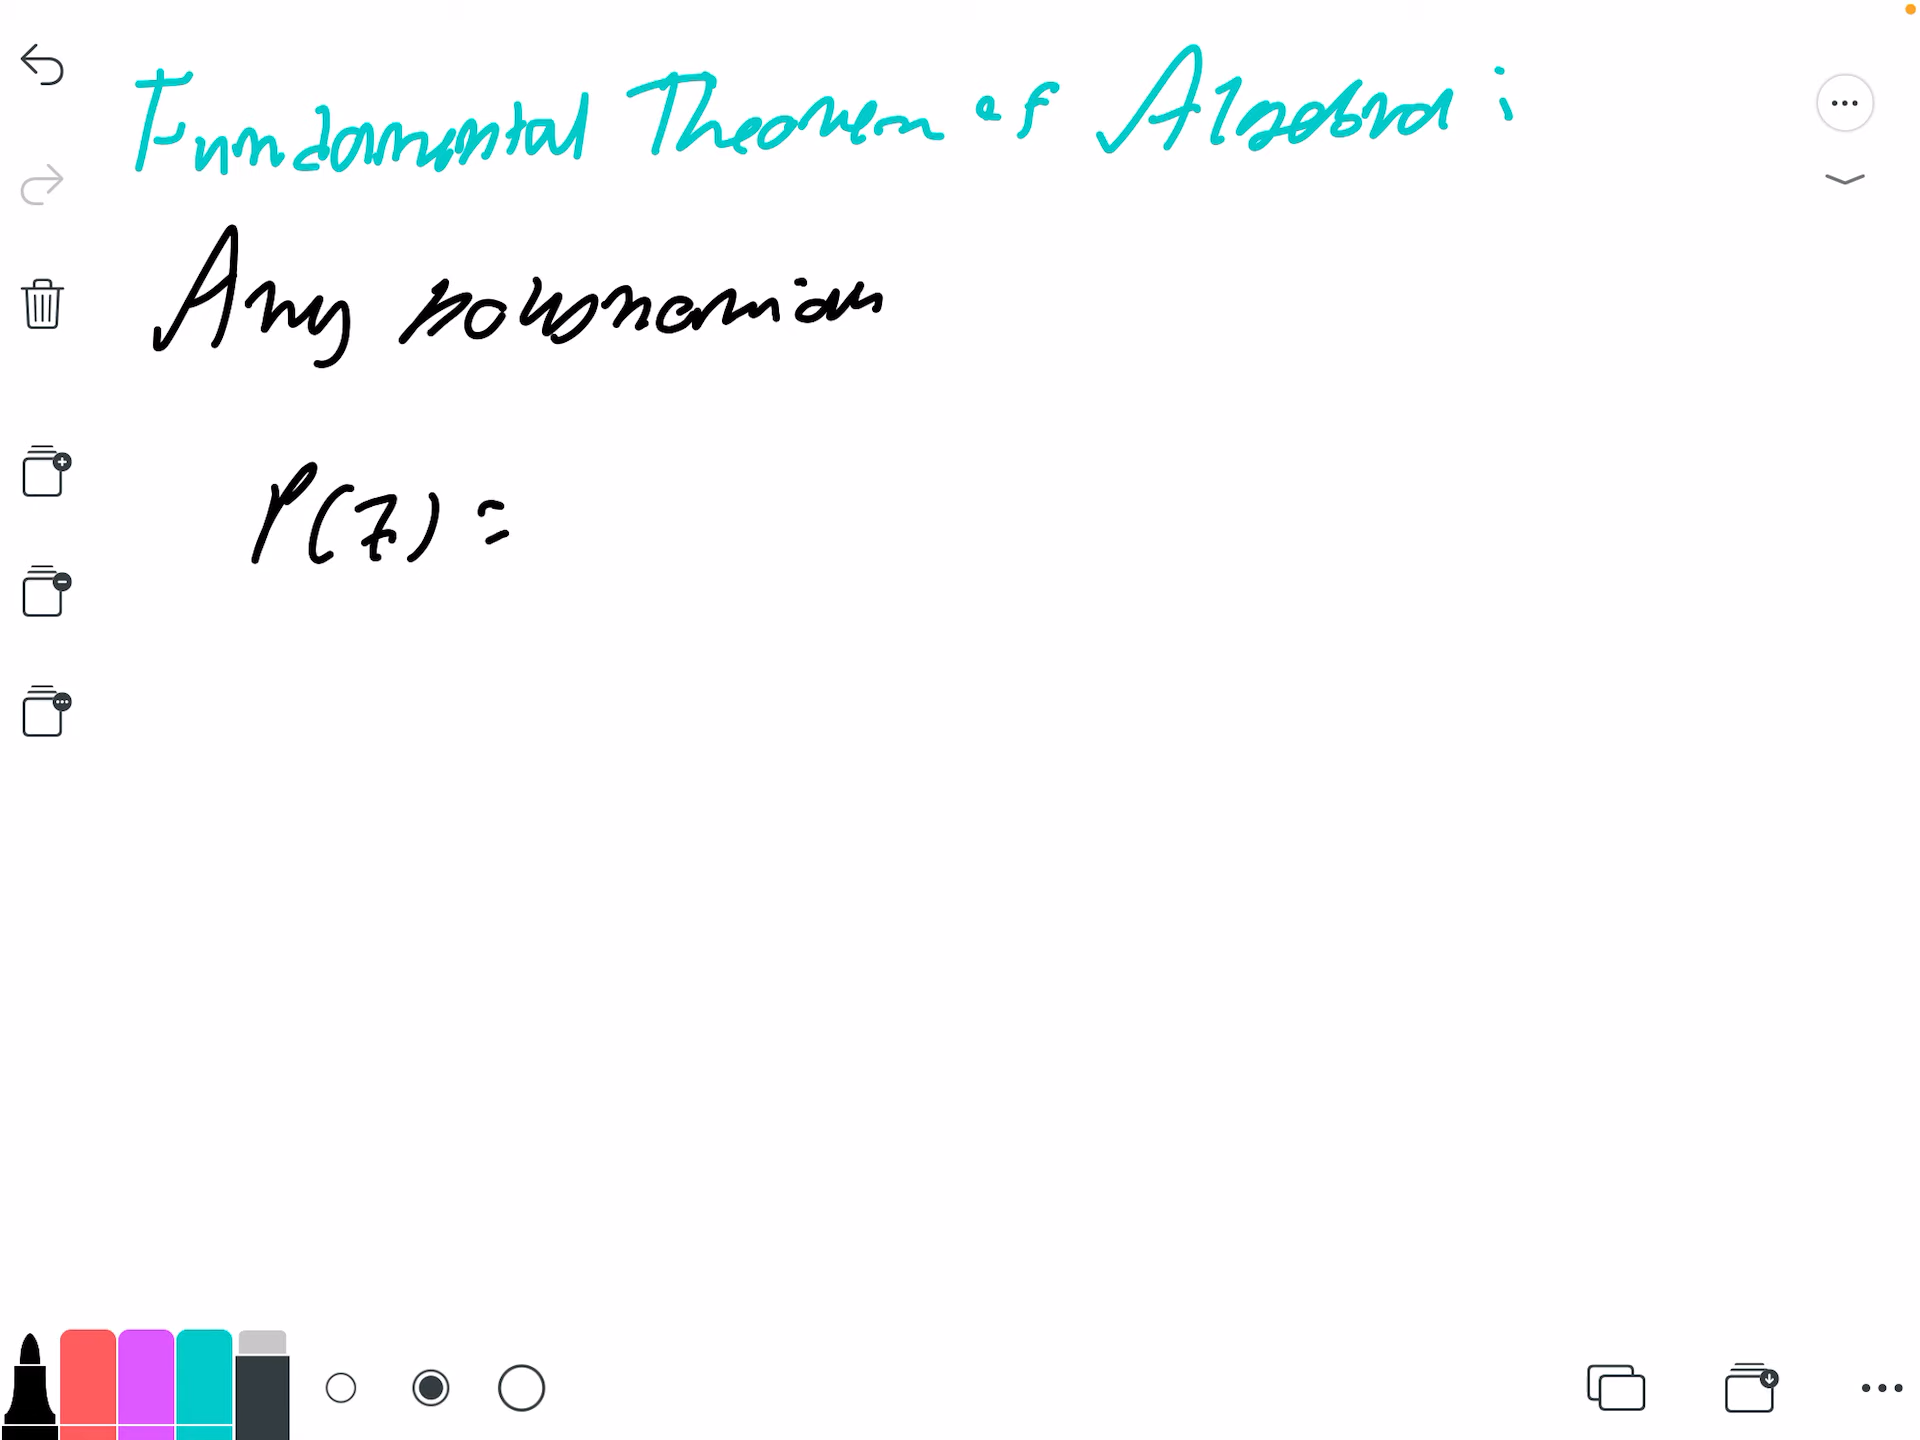 Fundamental Theorem of Algebra :
Any polynomial
P(z) =